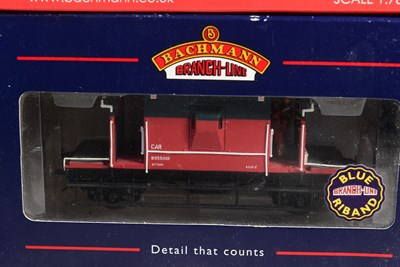 www.bachmann.co.uk
SCALE 1:76
B
BACHMANN
BRANCH-LINE
CAR
BLUE
BRANCH-LINE
RIBAND
Detail that counts